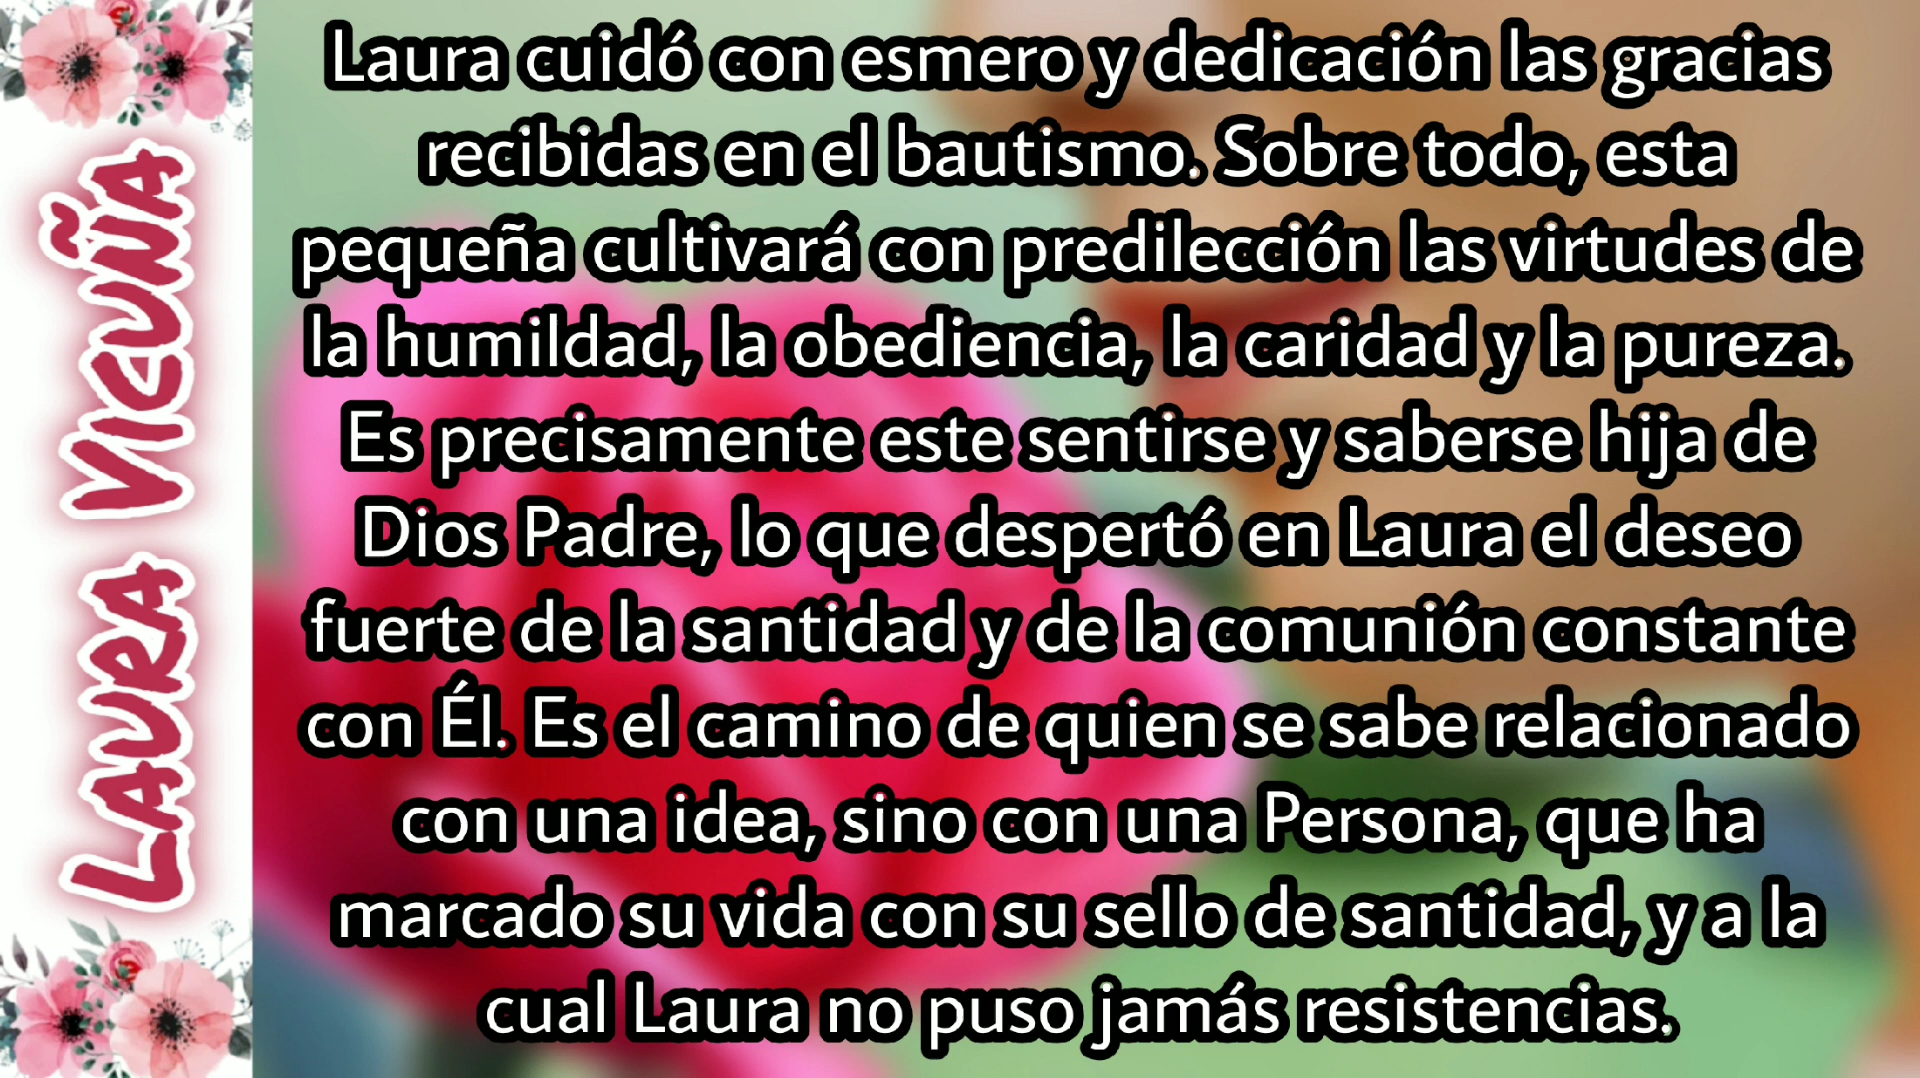 LAURA VICUÑA
Laura cuidó con esmero y dedicación las gracias
recibidas en el bautismo. Sobre todo, esta
pequeña cultivará con predilección las virtudes de
la humildad, la obediencia, la caridad y la pureza.
Es precisamente este sentirse y saberse hija de
Dios Padre, lo que despertó en Laura el deseo
fuerte de la santidad y de la comunión constante
con Él. Es el camino de quien se sabe relacionado
con una idea, sino con una Persona, que ha
marcado su vida con su sello de santidad, y a la
cual Laura no puso jamás resistencias.